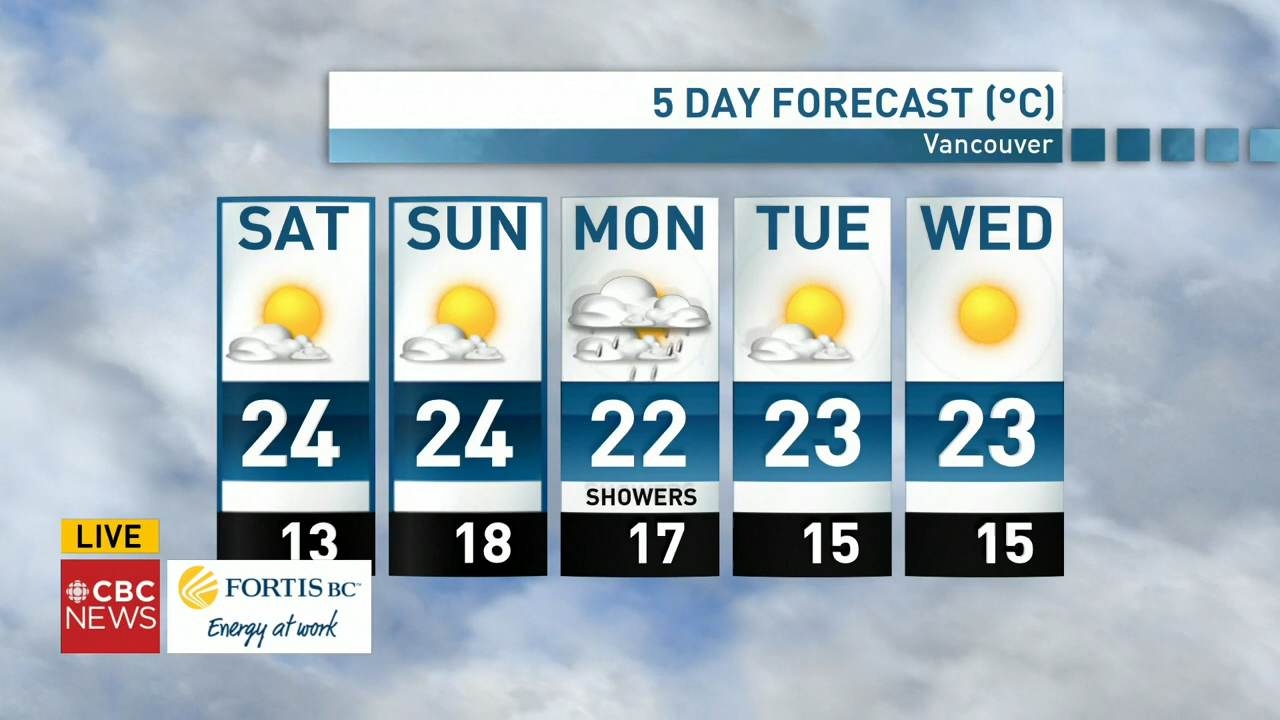 5 DAY FORECAST (°C)
Vancouver
SAT SUN MON TUE WED
24 24 22 23 23
SHOWERS
13 18 17 15 15
LIVE
CBC
NEWS
FORTIS BC™
Energy at work